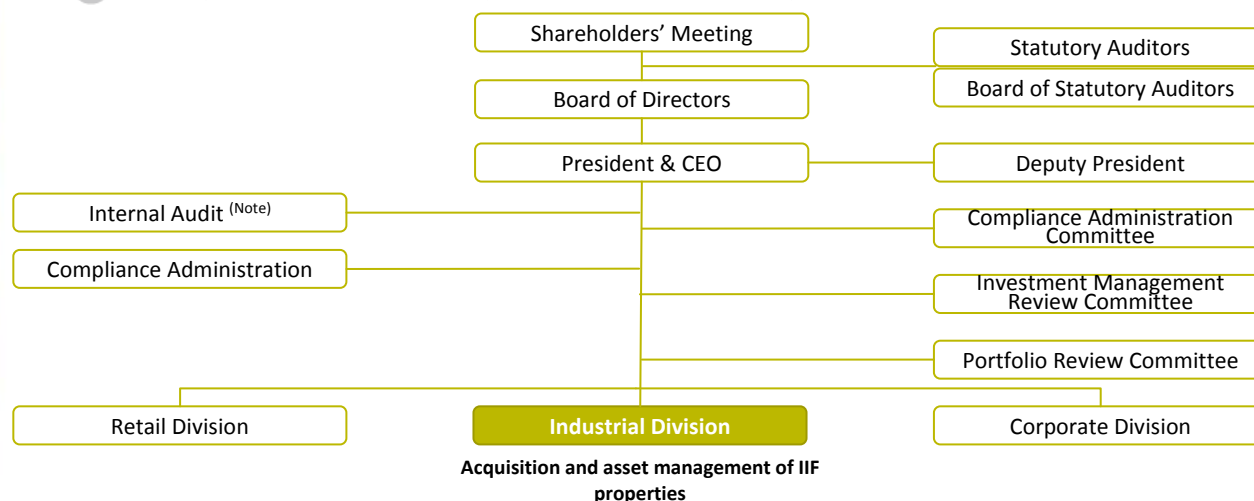 Shareholders' Meeting
Statutory Auditors
Board of Statutory Auditors
Board of Directors
President & CEO
Deputy President
Internal Audit (Note)
Compliance Administration
Committee
Compliance Administration
Investment Management
Review Committee
Portfolio Review Committee
Retail Division
Industrial Division
Corporate Division
Acquisition and asset management of IIF
properties